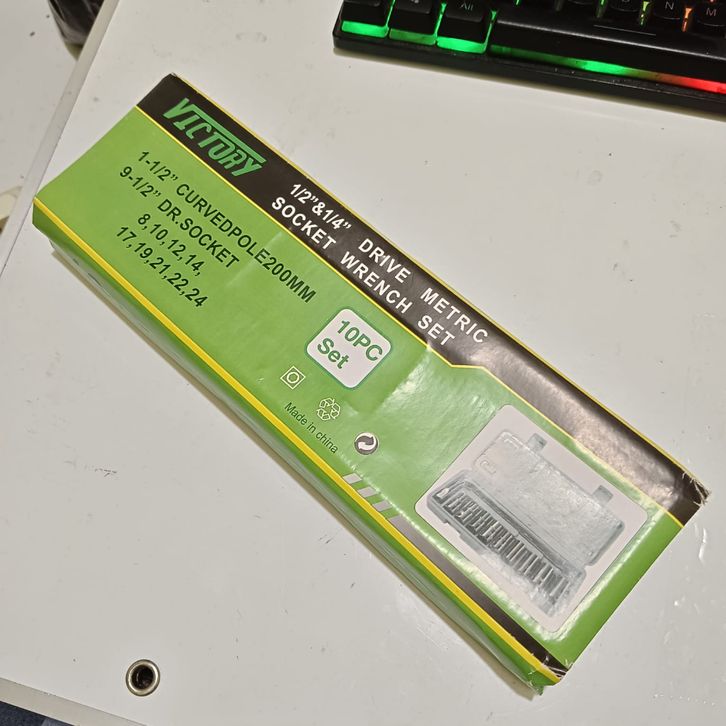 VICTORY
1/2"&1/4" DRIVE METRIC
SOCKET WRENCH SET
1-1/2" CURVEDPOLE200MM
9-1/2" DR.SOCKET
8,10,12,14,
17,19,21,22,24
10PC
Set
Made in china
Alt
N
M